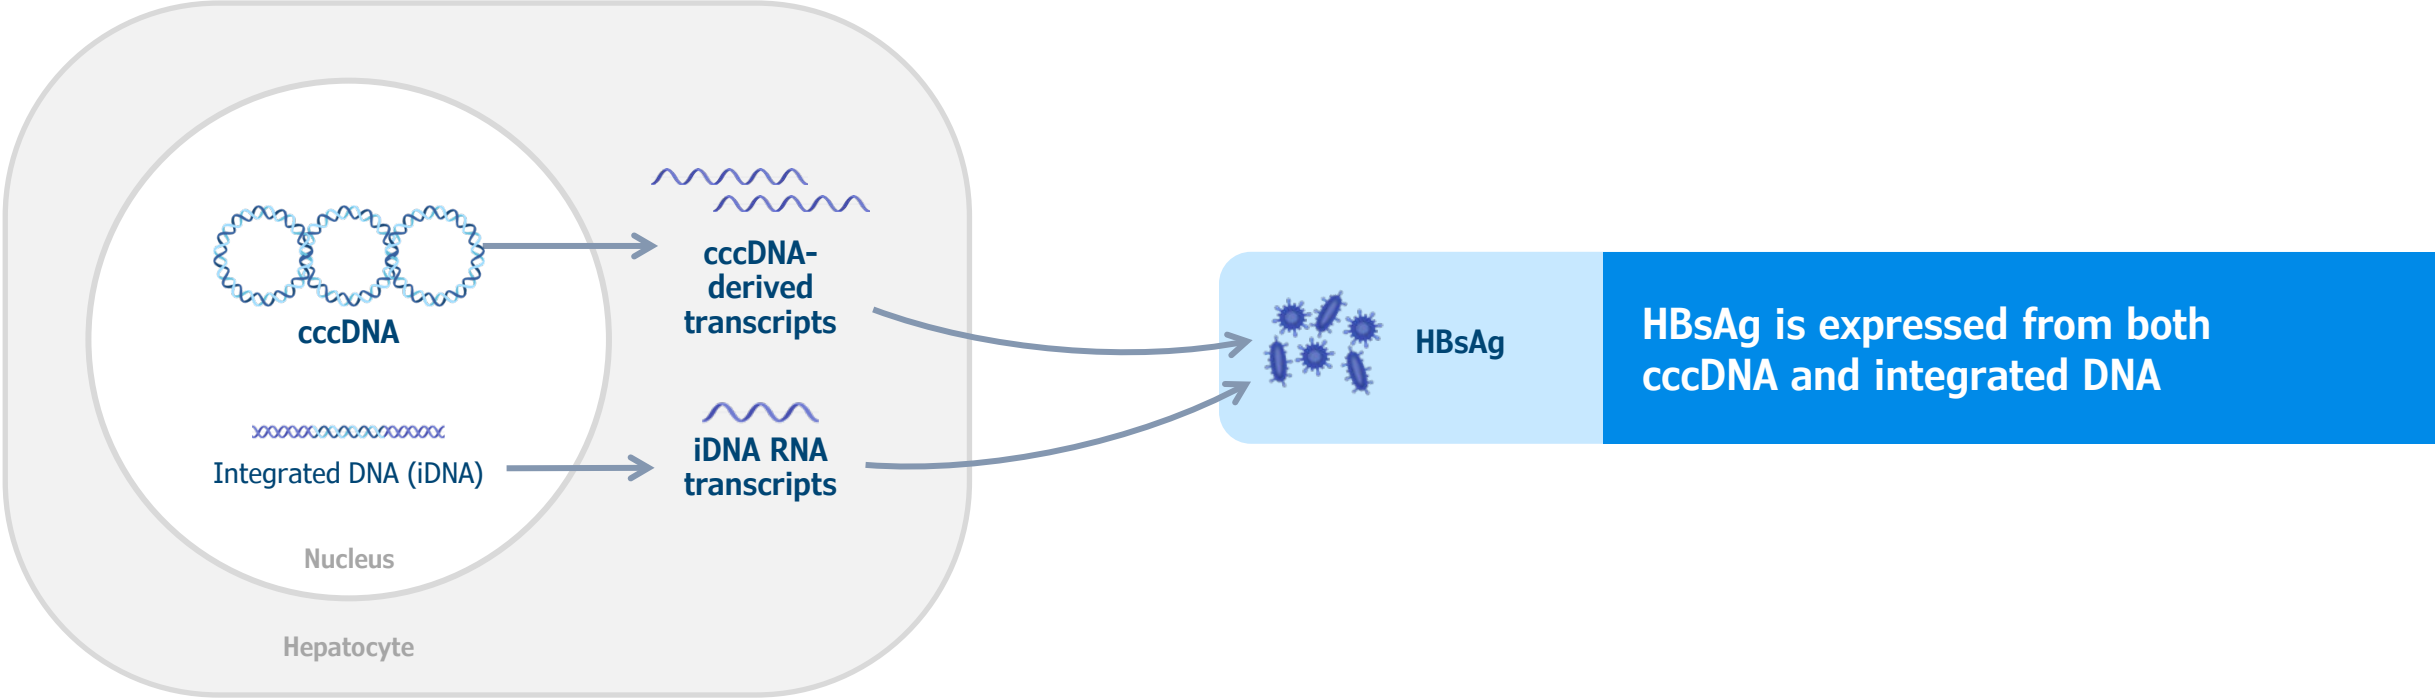 cccDNA
Integrated DNA (iDNA)
Nucleus
Hepatocyte
cccDNA-
derived
transcripts
iDNA RNA
transcripts
HBsAg
HBsAg is expressed from both
cccDNA and integrated DNA